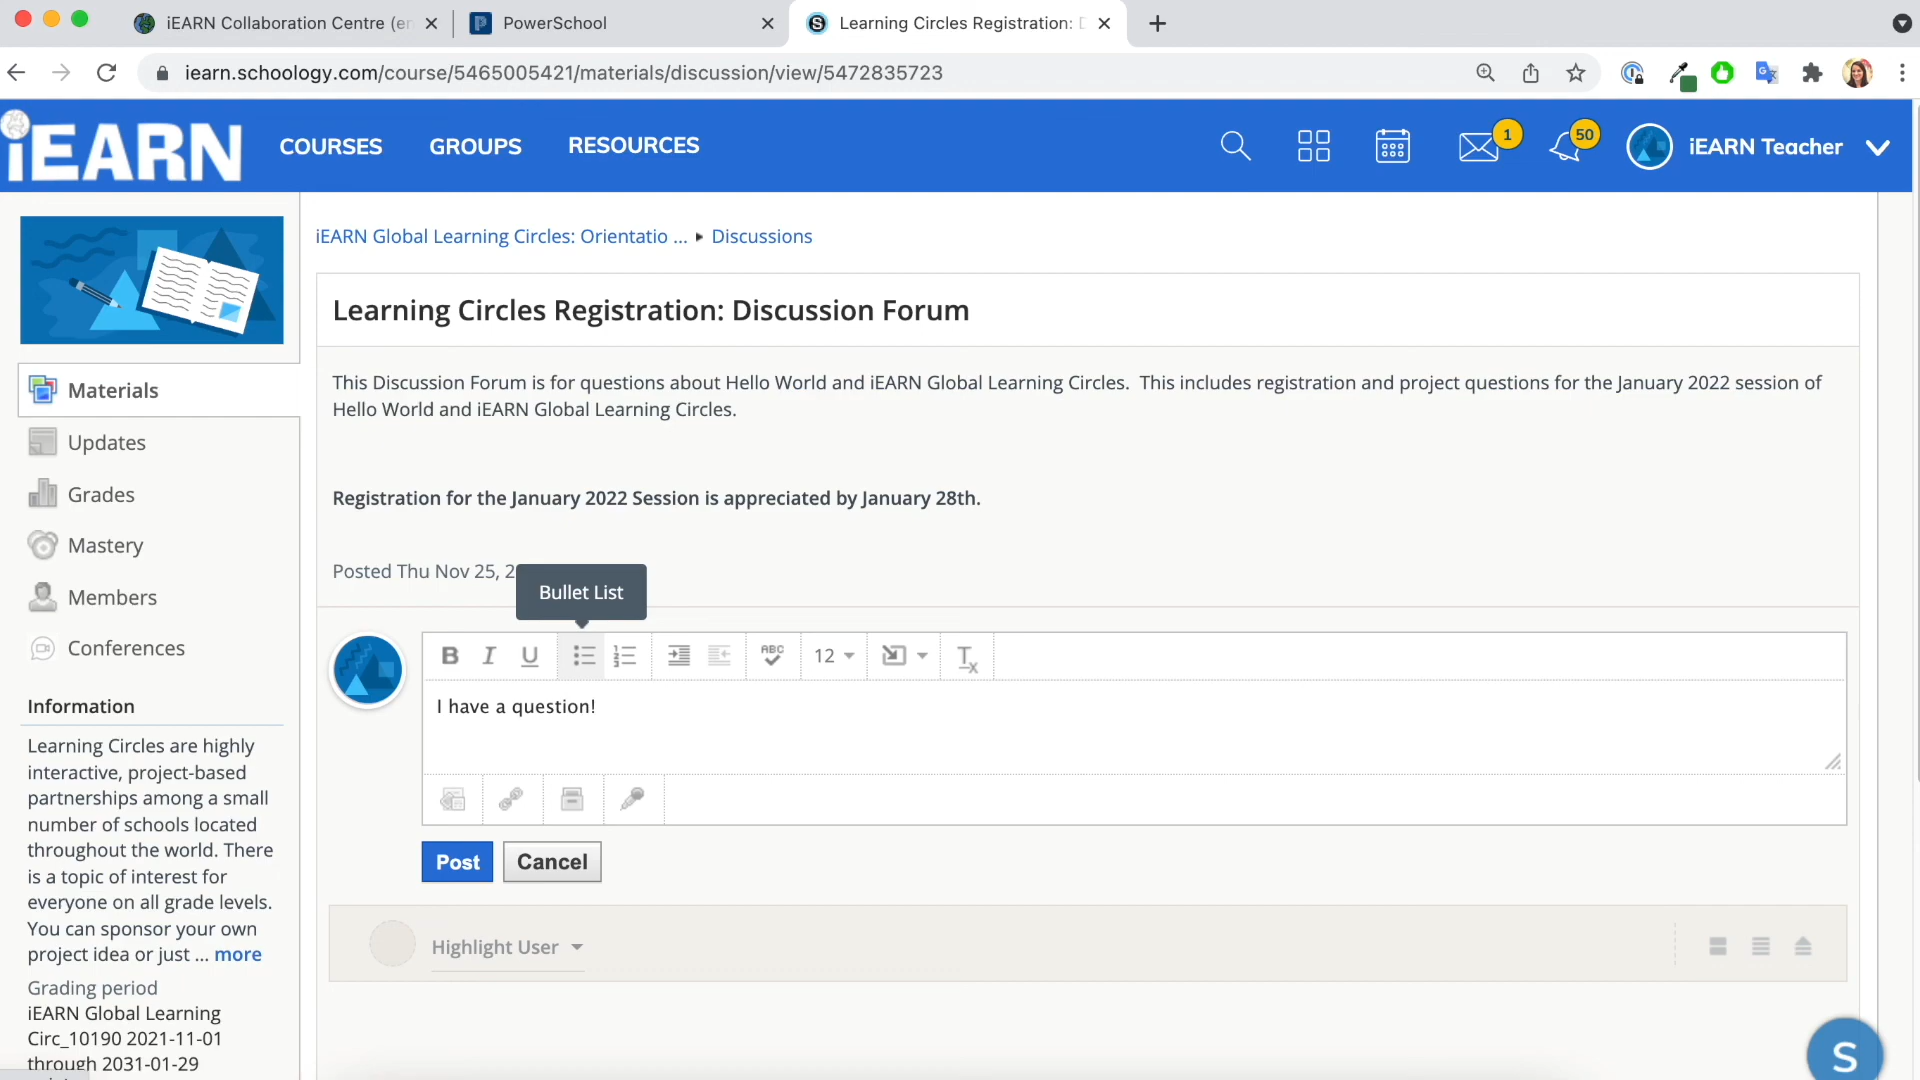 iEARN Collaboration Centre (en
PowerSchool
Learning Circles Registration: D
iearn.schoology.com/course/5465005421/materials/discussion/view/5472835723
iEARN
COURSES
GROUPS
RESOURCES
1
50
iEARN Teacher
iEARN Global Learning Circles: Orientatio ... ▸ Discussions
Learning Circles Registration: Discussion Forum
This Discussion Forum is for questions about Hello World and iEARN Global Learning Circles.  This includes registration and project questions for the January 2022 session of
Hello World and iEARN Global Learning Circles.
Registration for the January 2022 Session is appreciated by January 28th.
Posted Thu Nov 25, 2
Bullet List
B I U
ABC
12
Tx
I have a question!
Post
Cancel
Highlight User
Materials
Updates
Grades
Mastery
Members
Conferences
Information
Learning Circles are highly
interactive, project-based
partnerships among a small
number of schools located
throughout the world. There
is a topic of interest for
everyone on all grade levels.
You can sponsor your own
project idea or just ... more
Grading period
iEARN Global Learning
Circ_10190 2021-11-01
through 2031-01-29
S